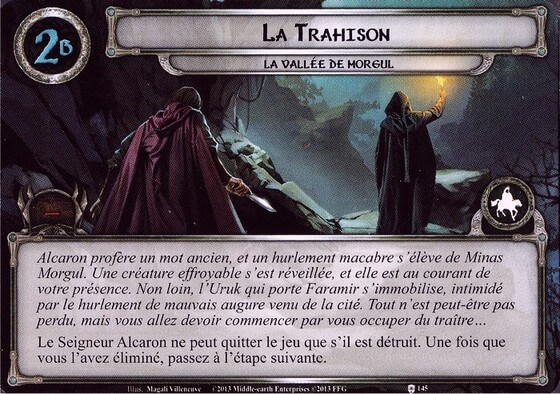 2B
La Trahison
La Vallée de Morgul
Alcaron profère un mot ancien, et un hurlement macabre s'élève de Minas
Morgul. Une créature effroyable s'est réveillée, et elle est au courant de
votre présence. Non loin, l'Uruk qui porte Faramir s'immobilise, intimidé
par le hurlement de mauvais augure venu de la cité. Tout n'est peut-être pas
perdu, mais vous allez devoir commencer par vous occuper du traître…
Le Seigneur Alcaron ne peut quitter le jeu que s'il est détruit. Une fois que
vous l'avez éliminé, passez à l'étape suivante.
Illus. Magali Villeneuve ©2013 Middle-earth Enterprises ©2013 FFG 145